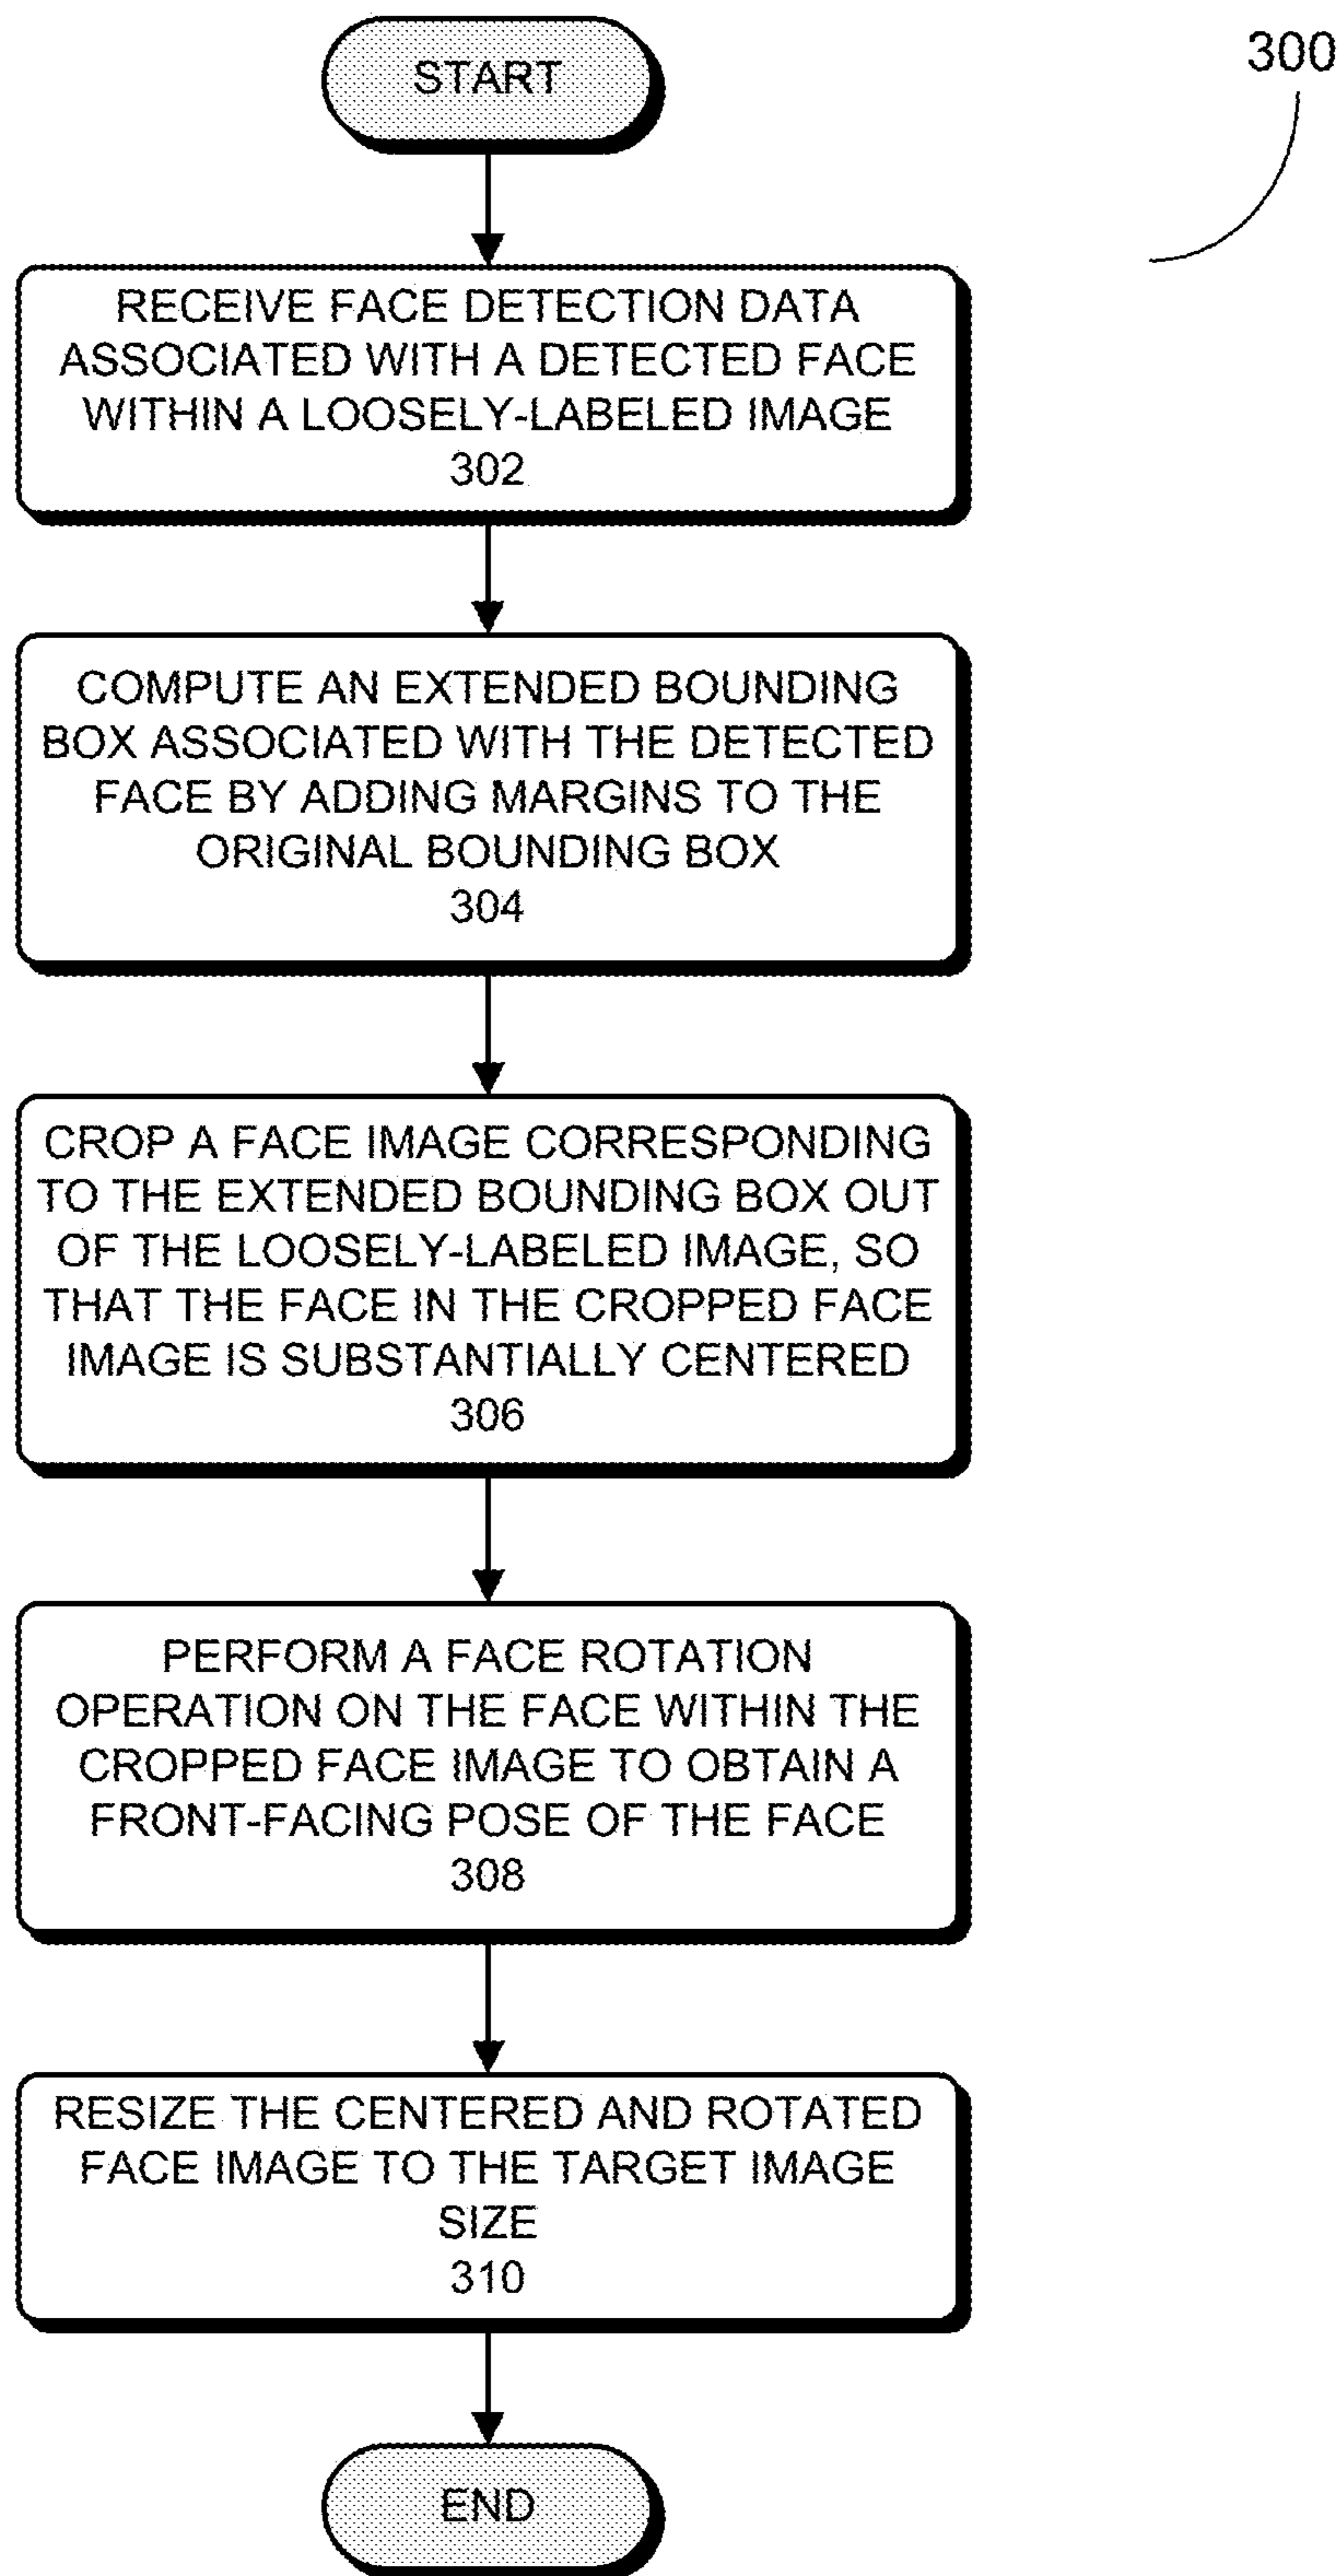 START
300
RECEIVE FACE DETECTION DATA
ASSOCIATED WITH A DETECTED FACE
WITHIN A LOOSELY-LABELED IMAGE
302
COMPUTE AN EXTENDED BOUNDING
BOX ASSOCIATED WITH THE DETECTED
FACE BY ADDING MARGINS TO THE
ORIGINAL BOUNDING BOX
304
CROP A FACE IMAGE CORRESPONDING
TO THE EXTENDED BOUNDING BOX OUT
OF THE LOOSELY-LABELED IMAGE, SO
THAT THE FACE IN THE CROPPED FACE
IMAGE IS SUBSTANTIALLY CENTERED
306
PERFORM A FACE ROTATION
OPERATION ON THE FACE WITHIN THE
CROPPED FACE IMAGE TO OBTAIN A
FRONT-FACING POSE OF THE FACE
308
RESIZE THE CENTERED AND ROTATED
FACE IMAGE TO THE TARGET IMAGE
SIZE
310
END